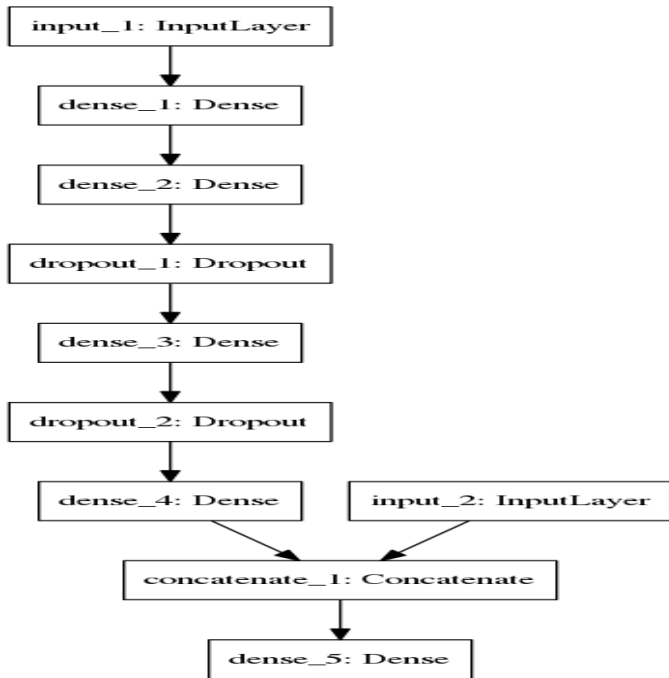 input_1: InputLayer
dense_1: Dense
dense_2: Dense
dropout_1: Dropout
dense_3: Dense
dropout_2: Dropout
dense_4: Dense
input_2: InputLayer
concatenate_1: Concatenate
dense_5: Dense